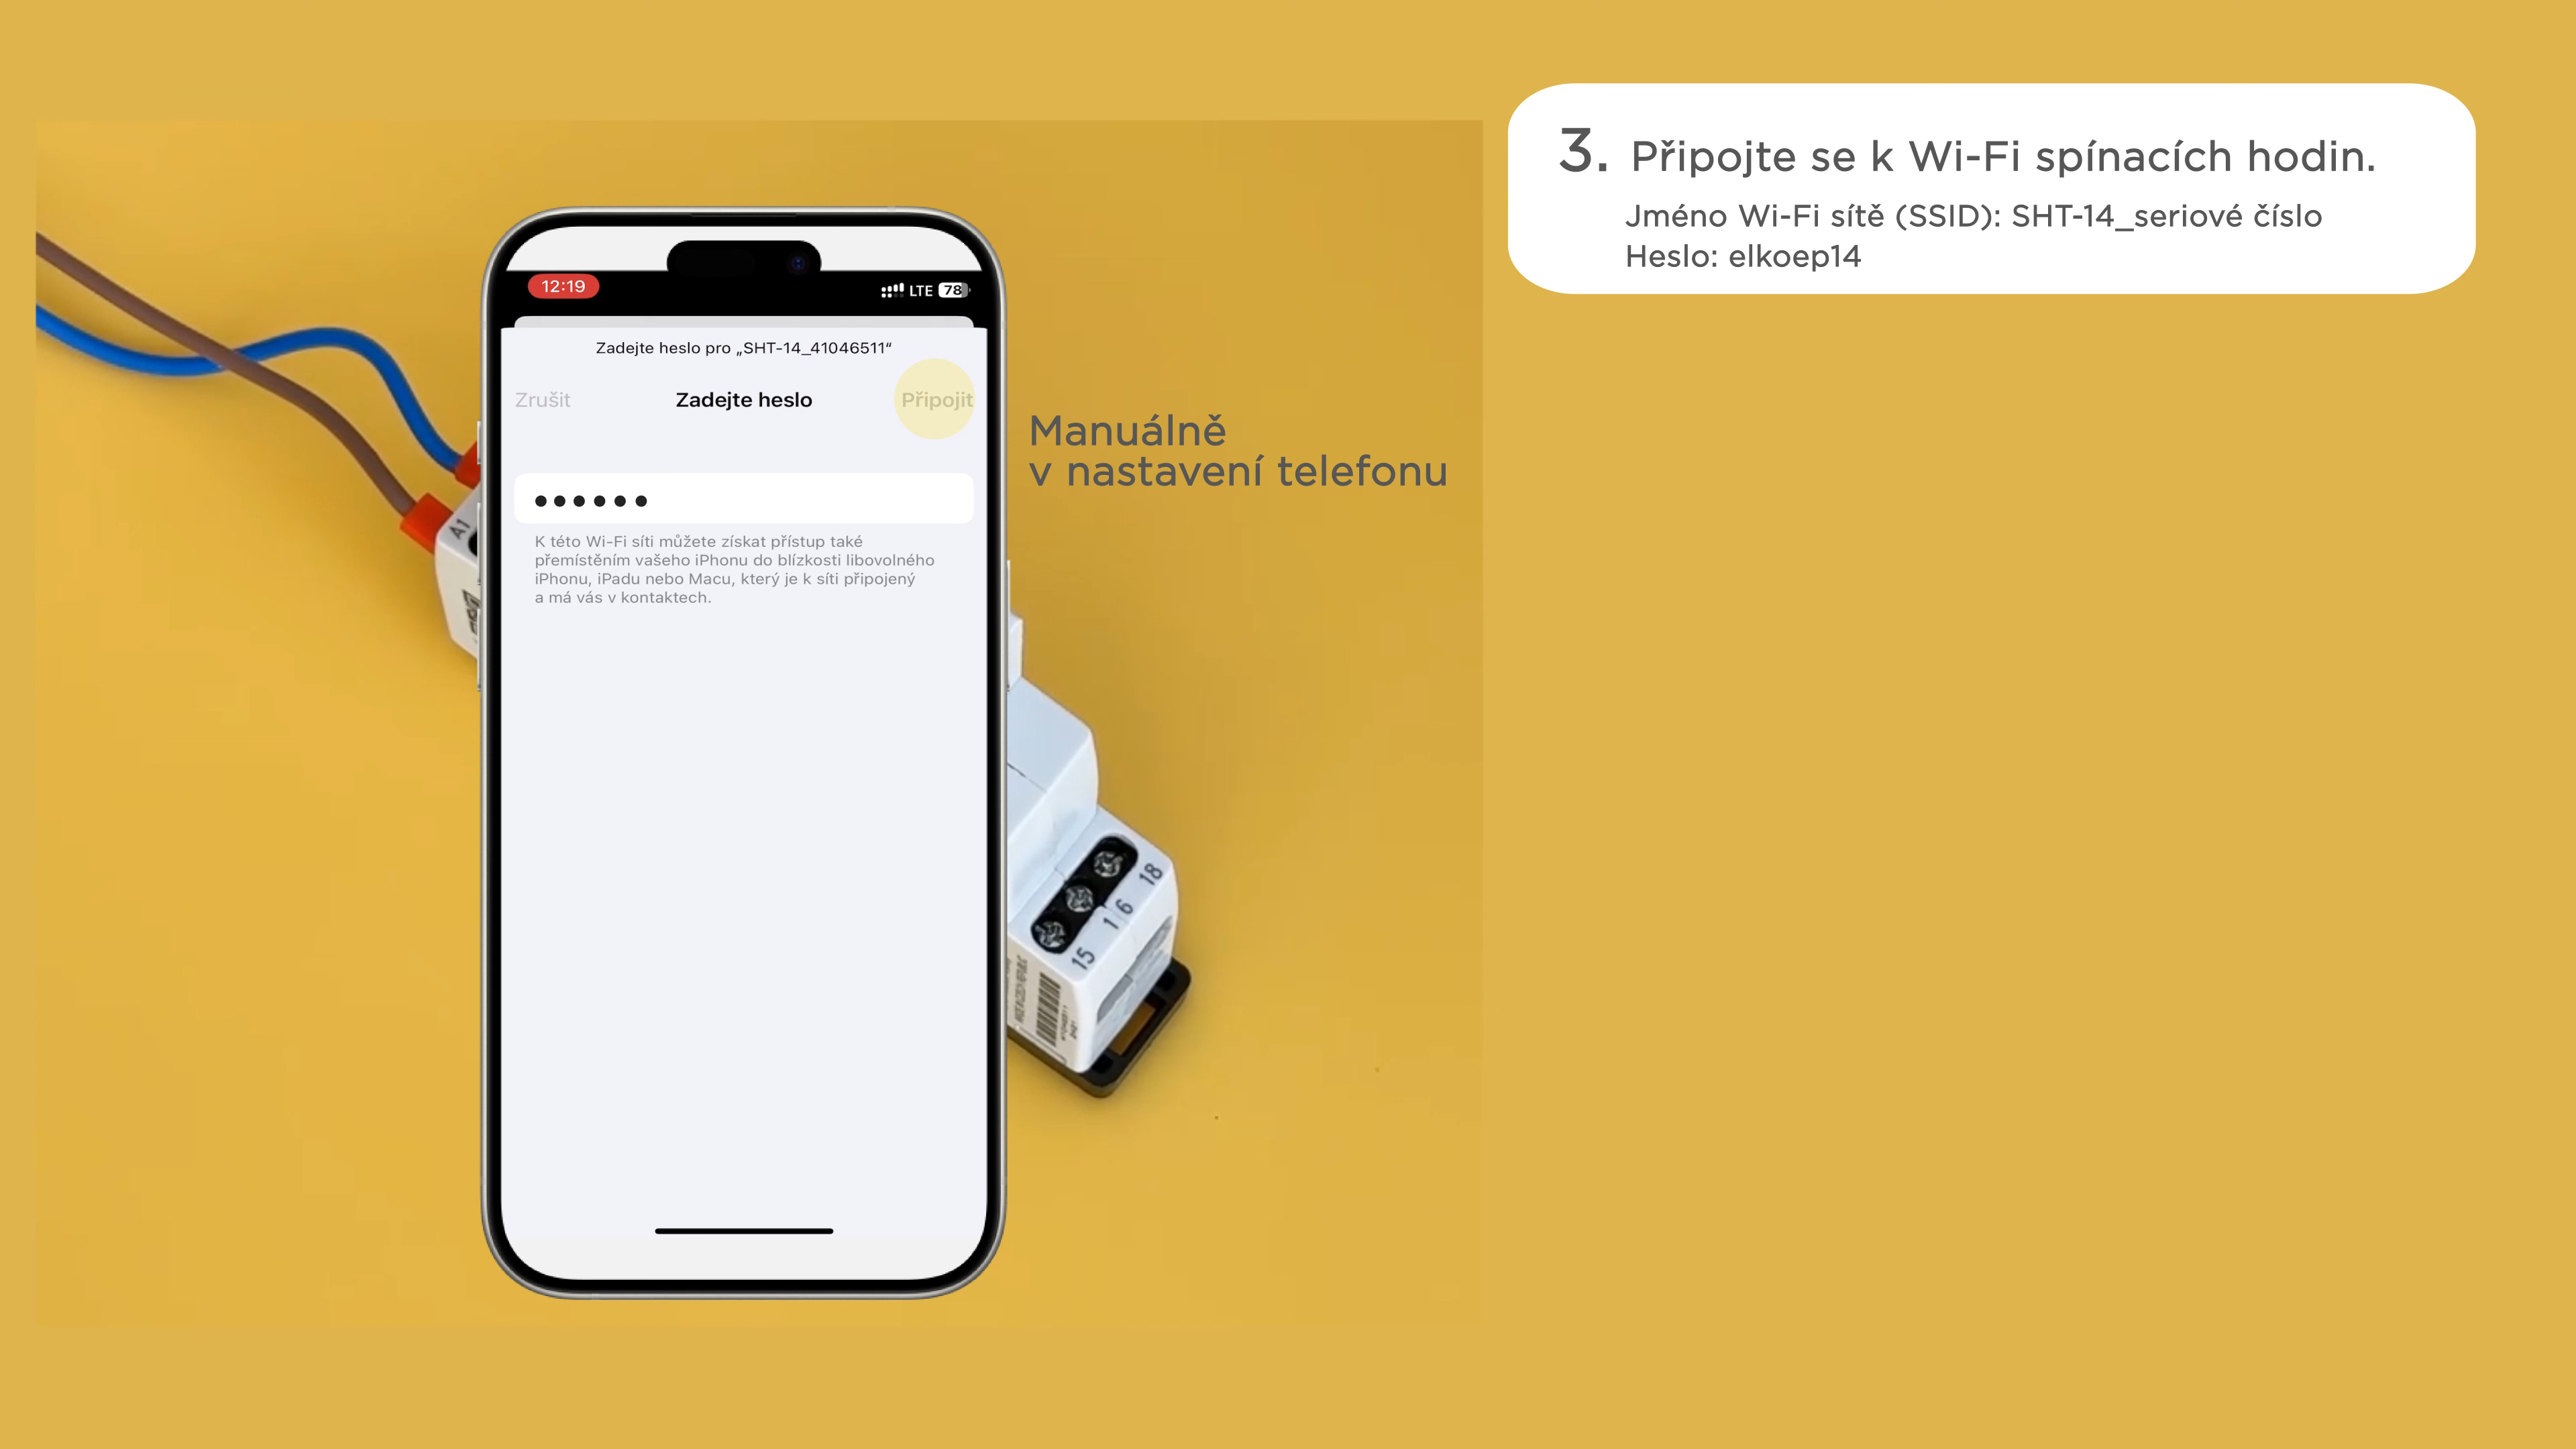 3. Připojte se k Wi-Fi spínacích hodin.
Jméno Wi-Fi sítě (SSID): SHT-14_seriové číslo
Heslo: elkoep14
12:19
LTE 78
Zadejte heslo pro „SHT-14_41046511“
Zrušit Zadejte heslo Připojit
••••••
K této Wi-Fi síti můžete získat přístup také
přemístěním vašeho iPhonu do blízkosti libovolného
iPhonu, iPadu nebo Macu, který je k síti připojený
a má vás v kontaktech.
Manuálně
v nastavení telefonu
A1
18
16
15